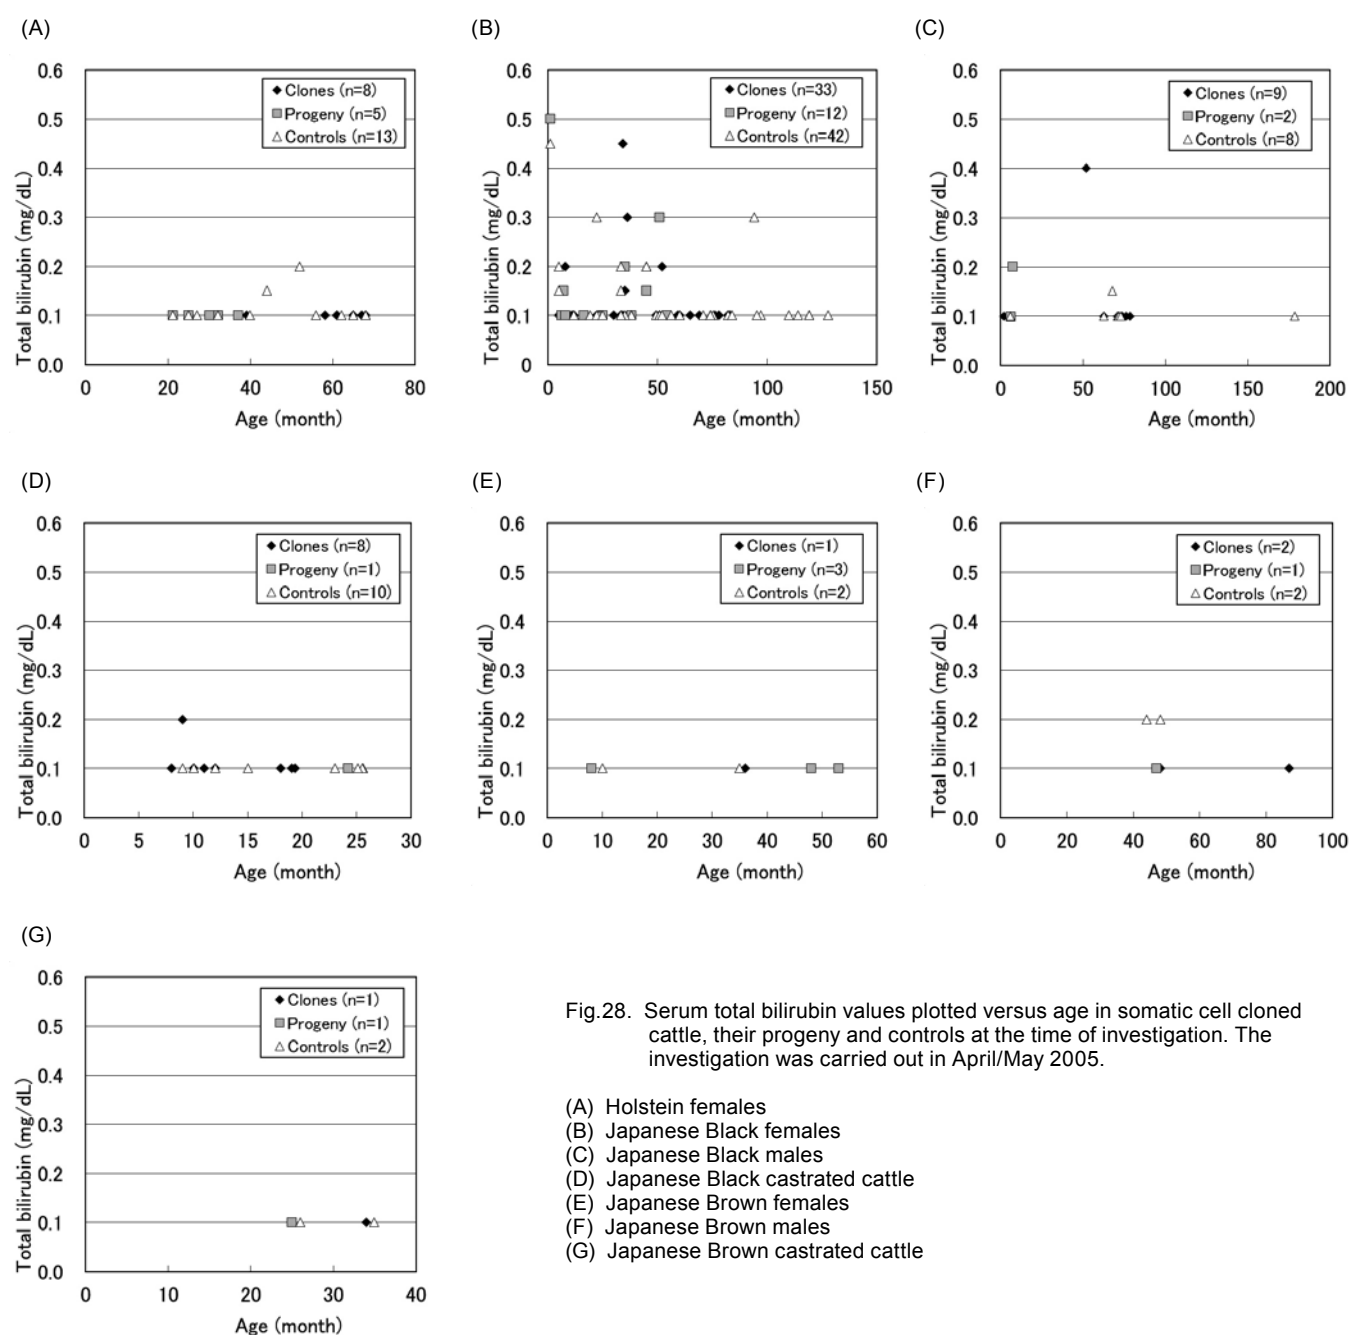 (A)
0.6
0.5
0.4
0.3
0.2
0.1
0.0
Total bilirubin (mg/dL)
Clones (n=8)
Progeny (n=5)
Controls (n=13)
0 20 40 60 80
Age (month)
(B)
0.6
0.5
0.4
0.3
0.2
0.1
0
Total bilirubin (mg/dL)
Clones (n=33)
Progeny (n=12)
Controls (n=42)
0 50 100 150
Age (month)
(C)
0.6
0.5
0.4
0.3
0.2
0.1
0.0
Total bilirubin (mg/dL)
Clones (n=9)
Progeny (n=2)
Controls (n=8)
0 50 100 150 200
Age (month)
(D)
0.6
0.5
0.4
0.3
0.2
0.1
0.0
Total bilirubin (mg/dL)
Clones (n=8)
Progeny (n=1)
Controls (n=10)
0 5 10 15 20 25 30
Age (month)
(E)
0.6
0.5
0.4
0.3
0.2
0.1
0.0
Total bilirubin (mg/dL)
Clones (n=1)
Progeny (n=3)
Controls (n=2)
0 10 20 30 40 50 60
Age (month)
(F)
0.6
0.5
0.4
0.3
0.2
0.1
0.0
Total bilirubin (mg/dL)
Clones (n=2)
Progeny (n=1)
Controls (n=2)
0 20 40 60 80 100
Age (month)
(G)
0.6
0.5
0.4
0.3
0.2
0.1
0.0
Total bilirubin (mg/dL)
Clones (n=1)
Progeny (n=1)
Controls (n=2)
0 10 20 30 40
Age (month)
Fig.28. Serum total bilirubin values plotted versus age in somatic cell cloned
cattle, their progeny and controls at the time of investigation. The
investigation was carried out in April/May 2005.
(A) Holstein females
(B) Japanese Black females
(C) Japanese Black males
(D) Japanese Black castrated cattle
(E) Japanese Brown females
(F) Japanese Brown males
(G) Japanese Brown castrated cattle